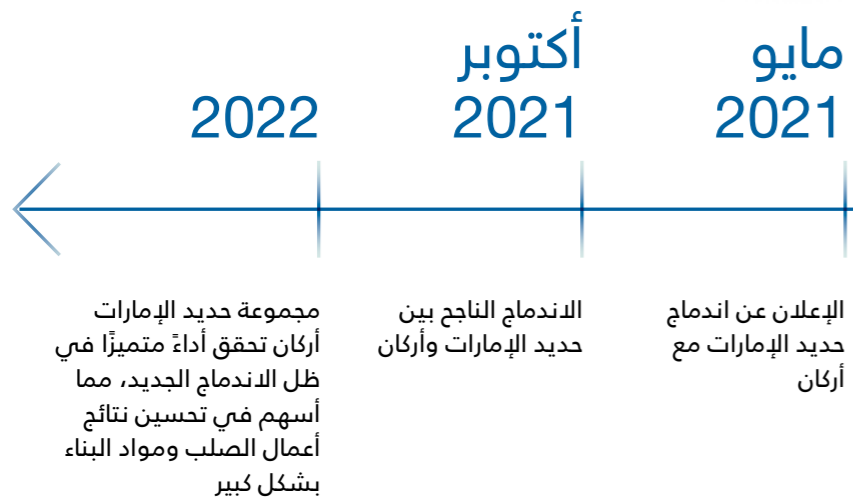 مايو
2021
الإعلان عن اندماج
حديد الإمارات مع
أركان
أكتوبر
2021
الاندماج الناجح بين
حديد الإمارات وأركان
2022
مجموعة حديد الإمارات
أركان تحقق أداءً متميزًا في
ظل الاندماج الجديد، مما
أسهم في تحسين نتائج
أعمال الصلب ومواد البناء
بشكل كبير